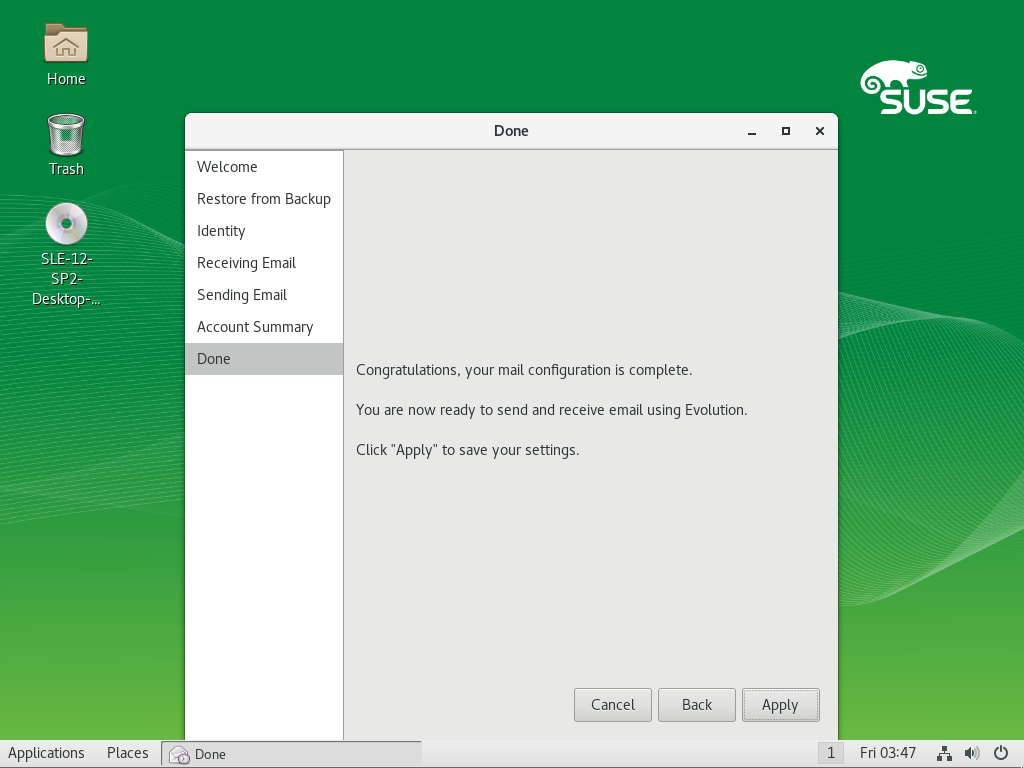 Home
Trash
SLE-12-
SP2-
Desktop-...
SUSE
Done
Welcome
Restore from Backup
Identity
Receiving Email
Sending Email
Account Summary
Done
Congratulations, your mail configuration is complete.
You are now ready to send and receive email using Evolution.
Click "Apply" to save your settings.
Cancel
Back
Apply
Applications
Places
Done
1
Fri 03:47